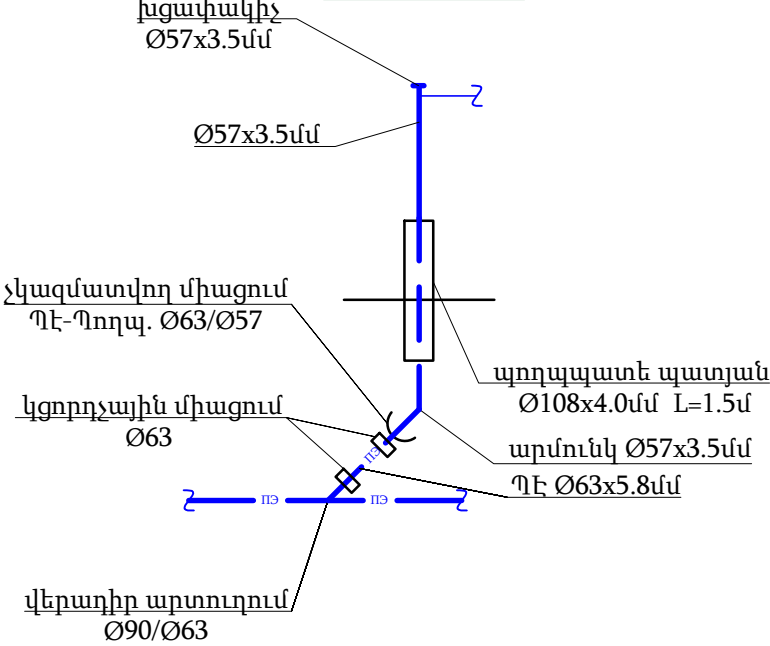 խցափակիչ
Ø57x3.5մմ
Ø57x3.5մմ
չկազմատվող միացում
Պէ-Պողպ. Ø63/Ø57
պողպպատե պատյան
Ø108x4.0մմ L=1.5մ
կցորդչային միացում
Ø63
արմունկ Ø57x3.5մմ
ПЭ
ՊԷ Ø63x5.8մմ
ПЭ
ПЭ
վերադիր արտուղում
Ø90/Ø63